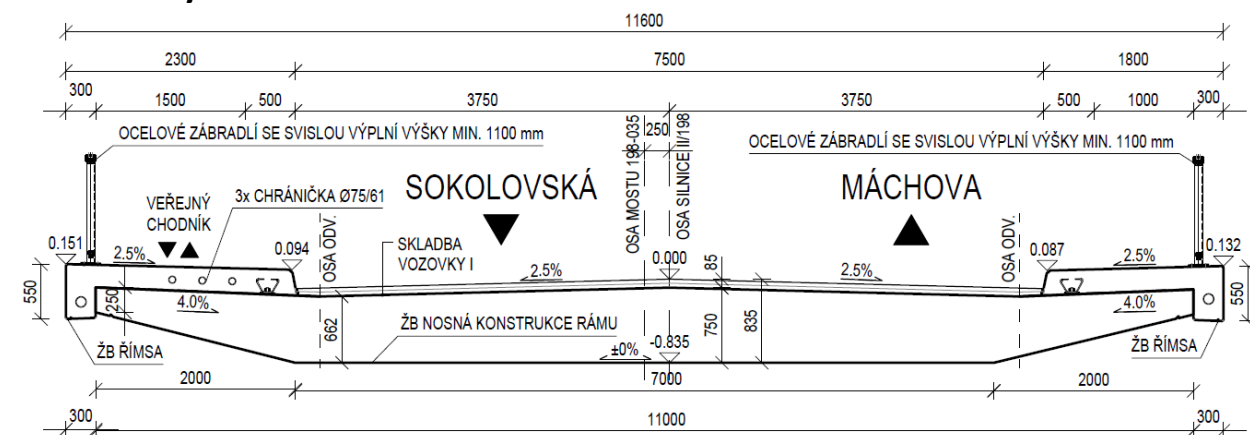 11600
2300
7500
1800
300
1500
500
3750
3750
500
1000
300
OCELOVÉ ZÁBRADLÍ SE SVISLOU VÝPLNÍ VÝŠKY MIN. 1100 mm
250
OCELOVÉ ZÁBRADLÍ SE SVISLOU VÝPLNÍ VÝŠKY MIN. 1100 mm
OSA MOSTU 198-035
OSA SILNICE II/198
SOKOLOVSKÁ
MÁCHOVA
3x CHRÁNIČKA Ø75/61
VEŘEJNÝ
CHODNÍK
OSA ODV.
SKLADBA
VOZOVKY I
OSA ODV.
0.151
2.5%
0.094
2.5%
0.000
85
2.5%
0.087
2.5%
0.132
550
250
4.0%
662
ŽB NOSNÁ KONSTRUKCE RÁMU
750
835
4.0%
550
ŽB ŘÍMSA
±0%
-0.835
ŽB ŘÍMSA
2000
7000
2000
300
11000
300